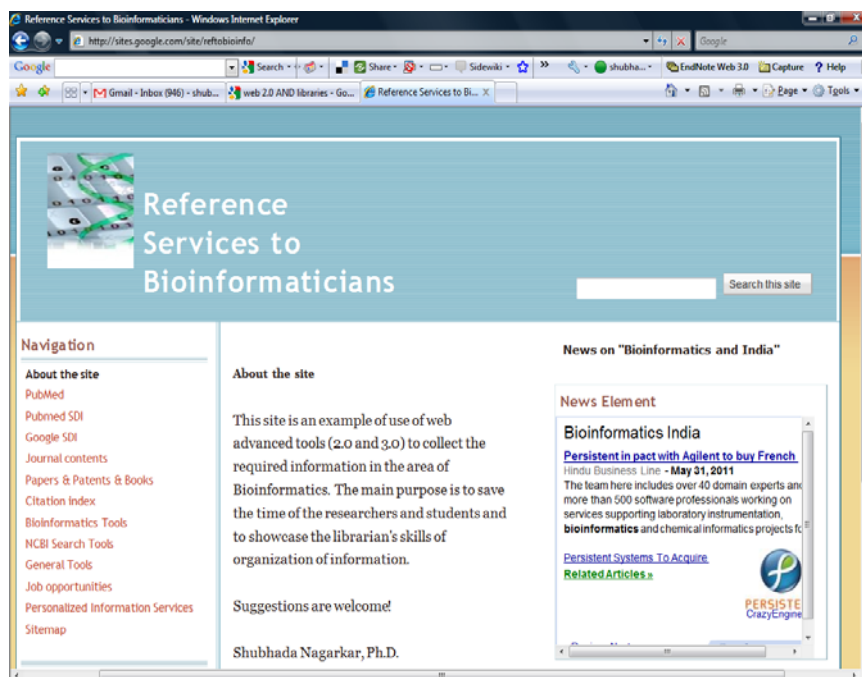 Reference Services to Bioinformaticians - Windows Internet Explorer
http://sites.google.com/site/reftobioinfo/
Google
Google Search Share Sidewiki » shubha... EndNote Web 3.0 Capture ? Help
Gmail - Inbox (946) - shub... web 2.0 AND libraries - Go... Reference Services to Bi... X Page Tools
Reference
Services to
Bioinformaticians
Search this site
Navigation
About the site
PubMed
Pubmed SDI
Google SDI
Journal contents
Papers & Patents & Books
Citation index
Bioinformatics Tools
NCBI Search Tools
General Tools
Job opportunities
Personalized Information Services
Sitemap
About the site
This site is an example of use of web
advanced tools (2.0 and 3.0) to collect the
required information in the area of
Bioinformatics. The main purpose is to save
the time of the researchers and students and
to showcase the librarian's skills of
organization of information.
Suggestions are welcome!
Shubhada Nagarkar, Ph.D.
News on "Bioinformatics and India"
News Element
Bioinformatics India
Persistent in pact with Agilent to buy French
Hindu Business Line - May 31, 2011
The team here includes over 40 domain experts and
more than 500 software professionals working on
services supporting laboratory instrumentation,
bioinformatics and chemical informatics projects fo
Persistent Systems To Acquire
Related Articles »
PERSISTE
CrazyEngine